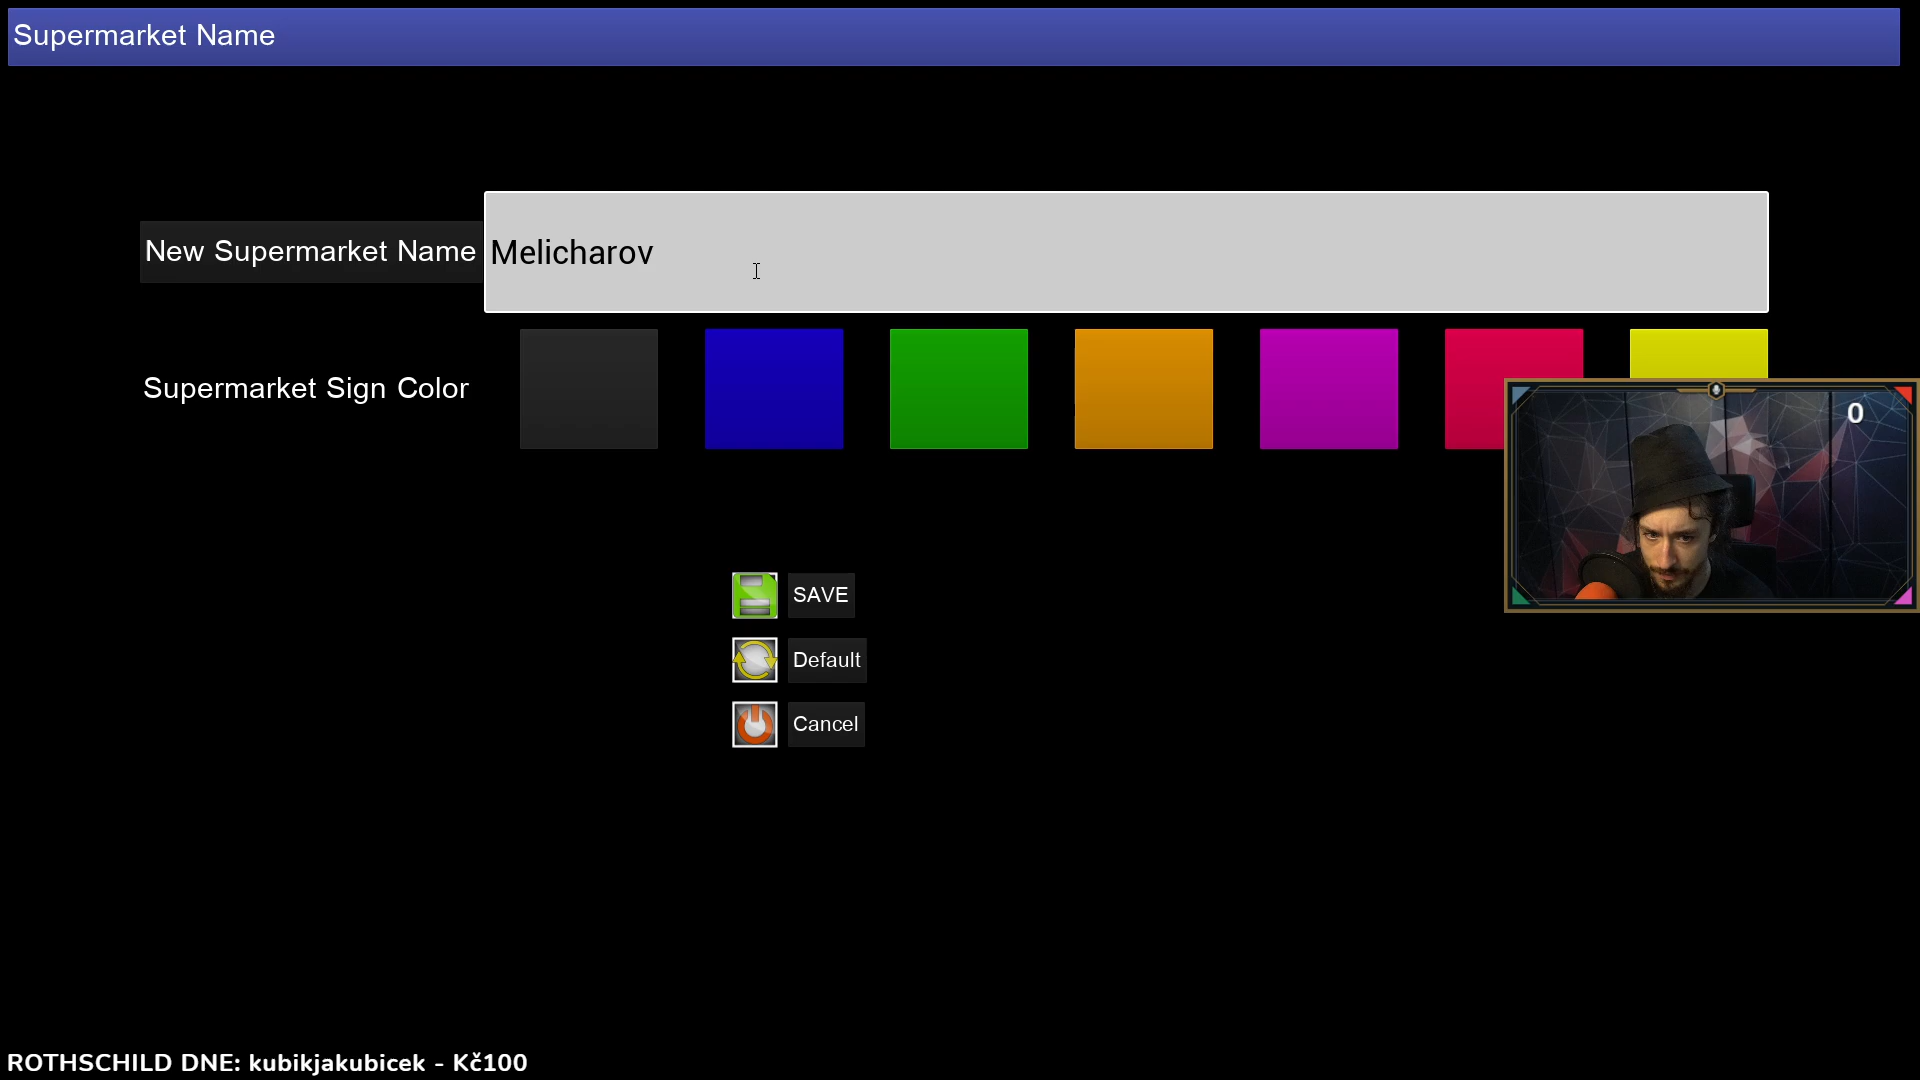 Supermarket Name
New Supermarket Name Melicharov
Supermarket Sign Color
0
SAVE
Default
Cancel
ROTHSCHILD DNE: kubikjakubicek - Kč100